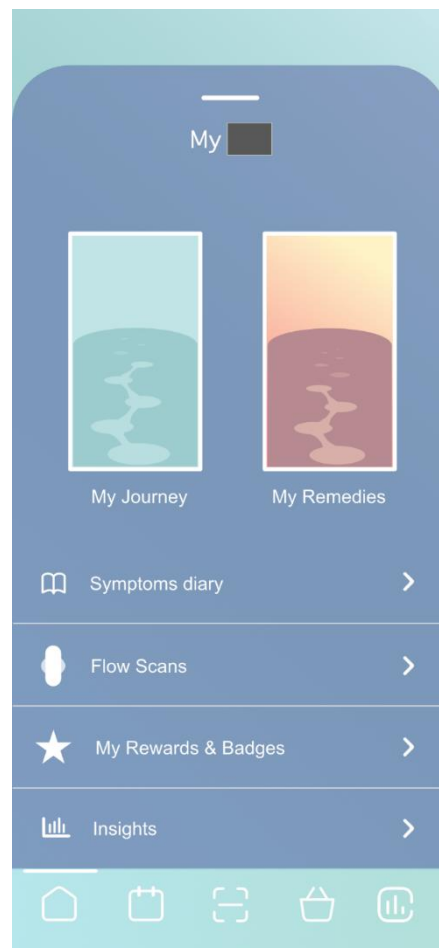 My
My Journey
My Remedies
Symptoms diary
Flow Scans
My Rewards & Badges
Insights